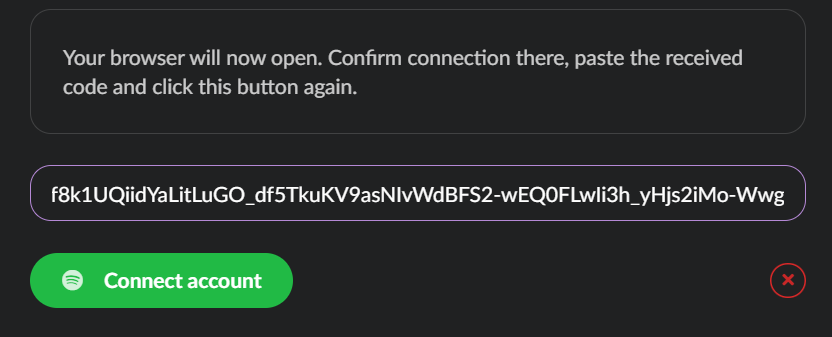 Your browser will now open. Confirm connection there, paste the received
code and click this button again.
f8k1UQiidYaLitLuGO_df5TkuKV9asNIvWdBFS2-wEQ0FLwIi3h_yHjs2iMo-Wwg
Connect account